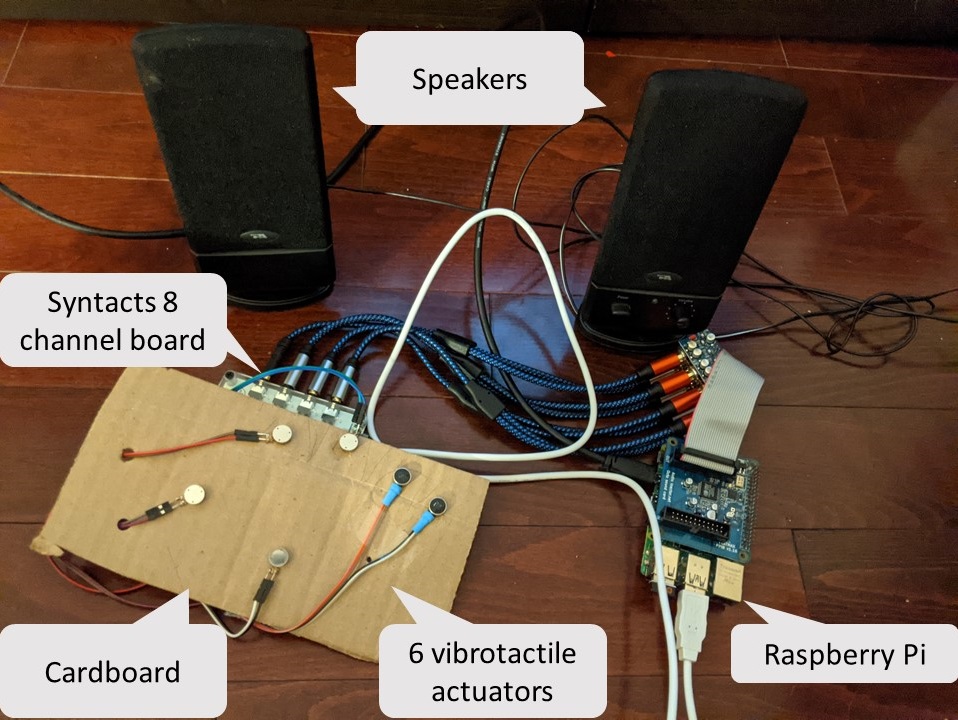 Speakers
Syntacts 8
channel board
Cardboard
6 vibrotactile
actuators
Raspberry Pi